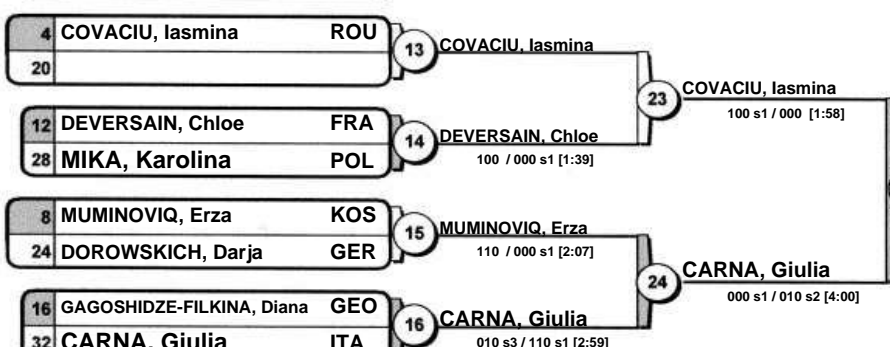 4 COVACIU, Iasmina ROU
20
13 COVACIU, Iasmina
23 COVACIU, Iasmina
100 s1 / 000 [1:58]
12 DEVERSAIN, Chloe FRA
28 MIKA, Karolina POL
14 DEVERSAIN, Chloe
100 / 000 s1 [1:39]
8 MUMINOVIQ, Erza KOS
24 DOROWSKICH, Darja GER
15 MUMINOVIQ, Erza
110 / 000 s1 [2:07]
24 CARNA, Giulia
000 s1 / 010 s2 [4:00]
16 GAGOSHIDZE-FILKINA, Diana GEO
32 CARNA, Giulia ITA
16 CARNA, Giulia
010 s3 / 110 s1 [2:59]